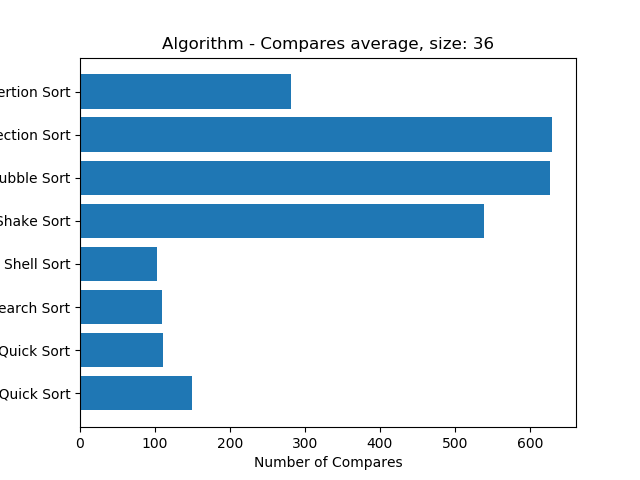 Algorithm - Compares average, size: 36
ertion Sort
ection Sort
ubble Sort
Shake Sort
Shell Sort
earch Sort
Quick Sort
Quick Sort
0 100 200 300 400 500 600
Number of Compares